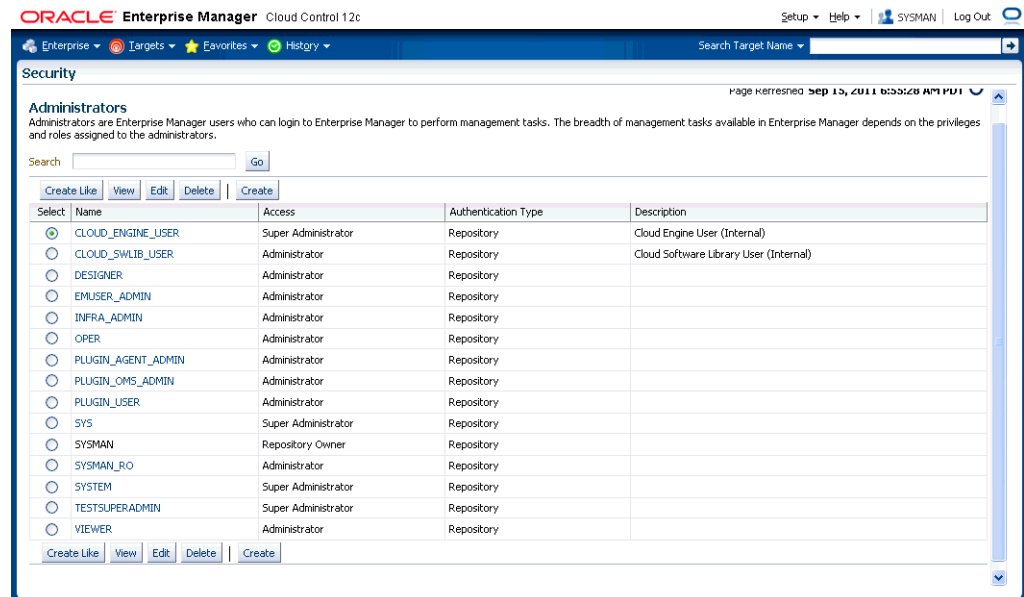 ORACLE Enterprise Manager Cloud Control 12c
Setup Help SYSMAN Log Out
Enterprise Targets Favorites History Search Target Name
Security
Page Refreshed Sep 15, 2011 6:55:28 AM PDT
Administrators
Administrators are Enterprise Manager users who can login to Enterprise Manager to perform management tasks. The breadth of management tasks available in Enterprise Manager depends on the privileges
and roles assigned to the administrators.
Search Go
Create Like View Edit Delete | Create
Select Name Access Authentication Type Description
CLOUD_ENGINE_USER Super Administrator Repository Cloud Engine User (Internal)
CLOUD_SWLIB_USER Administrator Repository Cloud Software Library User (Internal)
DESIGNER Administrator Repository
EMUSER_ADMIN Administrator Repository
INFRA_ADMIN Administrator Repository
OPER Administrator Repository
PLUGIN_AGENT_ADMIN Administrator Repository
PLUGIN_OMS_ADMIN Administrator Repository
PLUGIN_USER Administrator Repository
SYS Super Administrator Repository
SYSMAN Repository Owner Repository
SYSMAN_RO Administrator Repository
SYSTEM Super Administrator Repository
TESTSUPERADMIN Super Administrator Repository
VIEWER Administrator Repository
Create Like View Edit Delete | Create